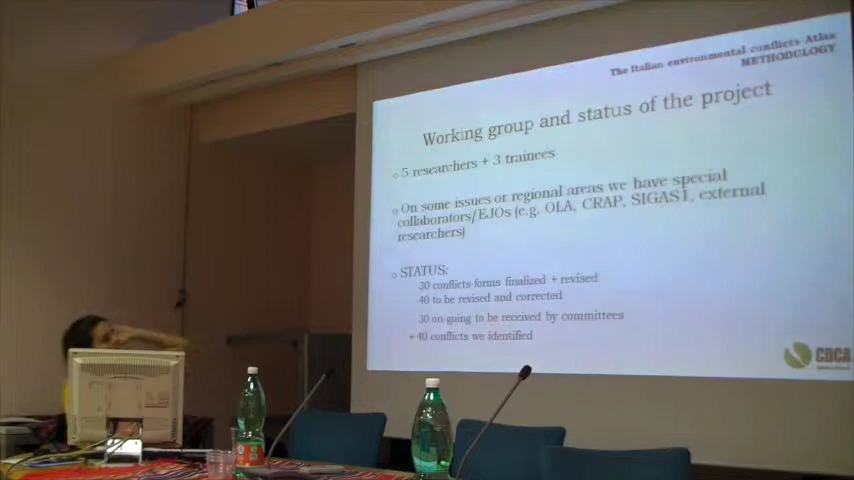 The Italian environmental conflicts Atlas
METHODOLOGY
Working group and status of the project
5 researchers + 3 trainees
On some issues or regional areas we have special
collaborators/EJOs (e.g. OLA, CRAP, SIGAS1, external
researchers)
STATUS:
30 conflicts-forms finalized + revised
40 to be revised and corrected
30 on-going to be received by committees
+ 40 conflicts we identified
CDCA